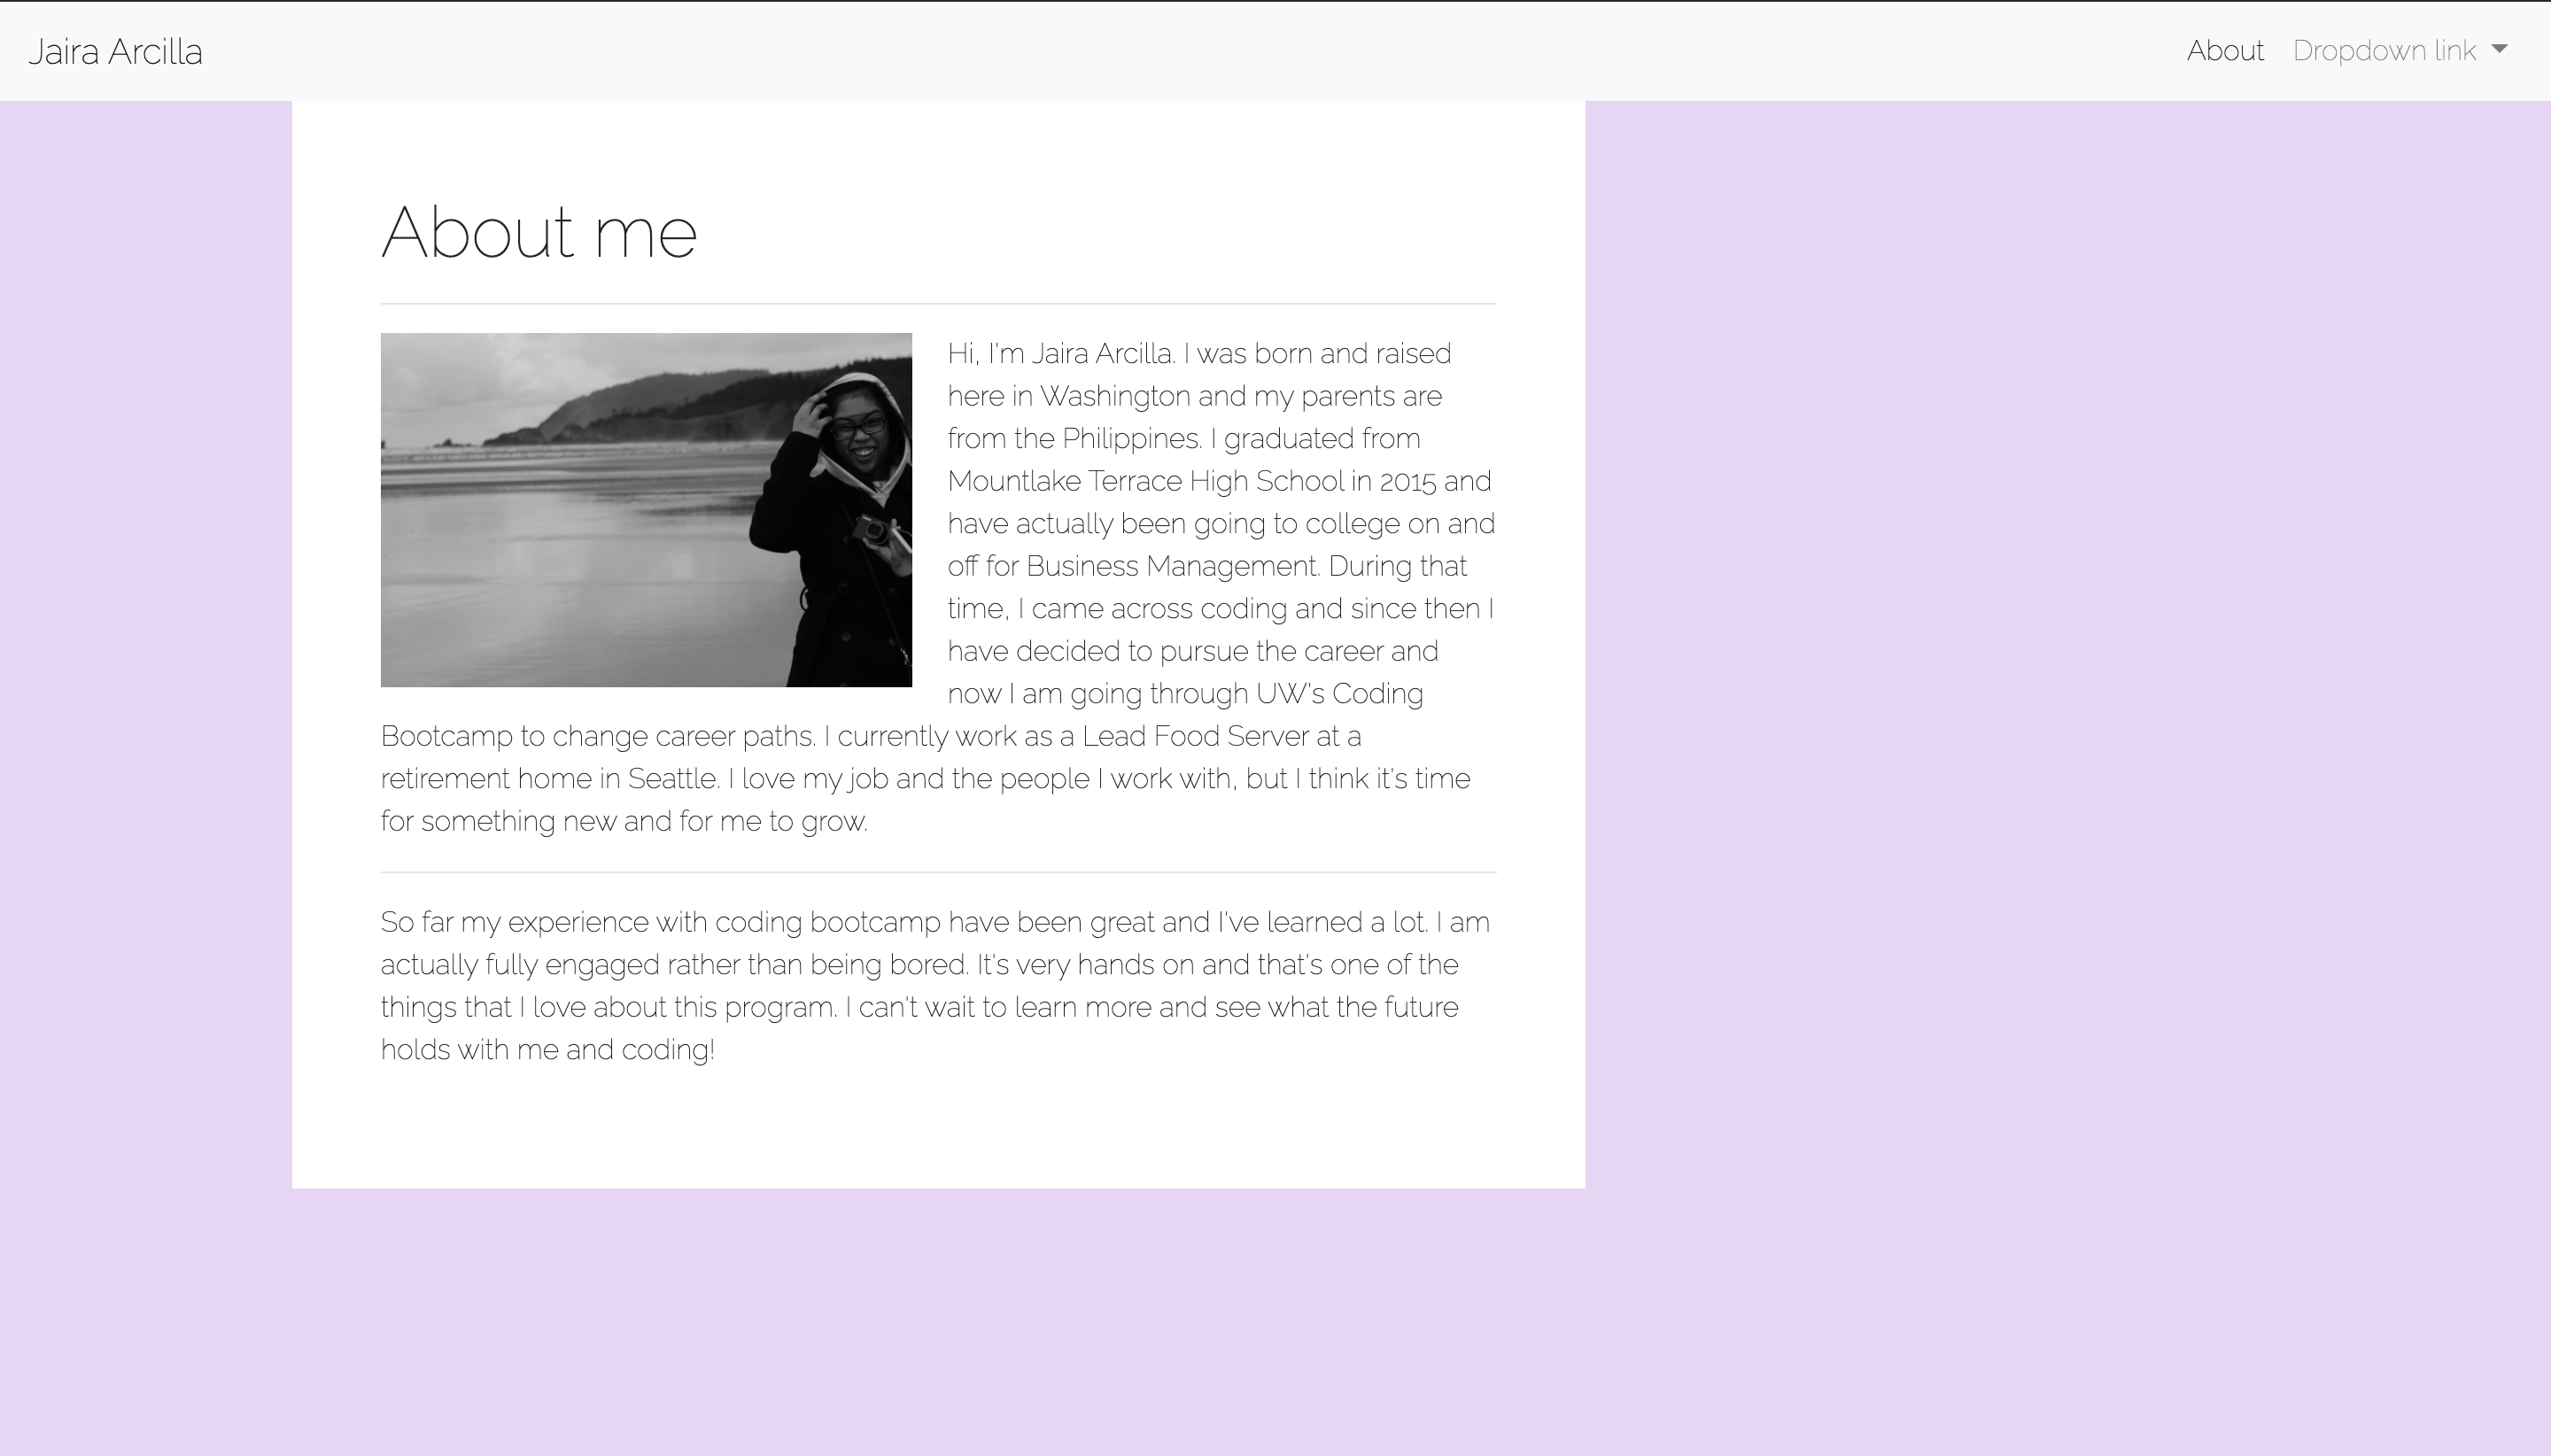 Jaira Arcilla
About
Dropdown link
About me
Hi, I'm Jaira Arcilla. I was born and raised
here in Washington and my parents are
from the Philippines. I graduated from
Mountlake Terrace High School in 2015 and
have actually been going to college on and
off for Business Management. During that
time, I came across coding and since then I
have decided to pursue the career and
now I am going through UW's Coding
Bootcamp to change career paths. I currently work as a Lead Food Server at a
retirement home in Seattle. I love my job and the people I work with, but I think it's time
for something new and for me to grow.
So far my experience with coding bootcamp have been great and I've learned a lot. I am
actually fully engaged rather than being bored. It's very hands on and that's one of the
things that I love about this program. I can't wait to learn more and see what the future
holds with me and coding!